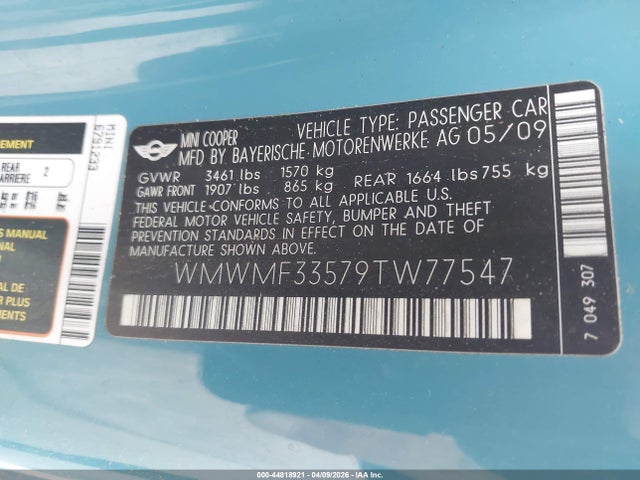 MINI COOPER VEHICLE TYPE: PASSENGER CAR
MFD BY BAYERISCHE MOTORENWERKE AG 05/09
GVWR 3461 lbs 1570 kg
GAWR FRONT 1907 lbs 865 kg REAR 1664 lbs 755 kg
THIS VEHICLE CONFORMS TO ALL APPLICABLE U.S.
FEDERAL MOTOR VEHICLE SAFETY, BUMPER AND THEFT
PREVENTION STANDARDS IN EFFECT ON THE DATE OF
MANUFACTURE SHOWN ABOVE.
WMWMF33579TW77547
7 049 307
REAR 2
S MANUAL
000-44818921 - 04/09/2026 - IAA Inc.